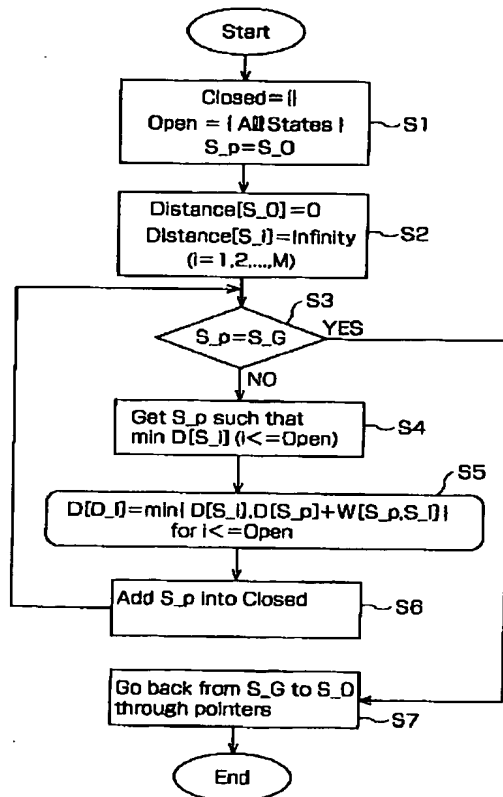 Start
Closed={}
Open = { All States }
S_p=S_0
S1
Distance[S_0]=0
Distance[S_i]=Infinity
(i=1,2,...,M)
S2
S3
S_p=S_G
YES
NO
Get S_p such that
min D[S_i] (i<=Open)
S4
S5
D[D_i]=min{ D[S_i],D[S_p]+W[S_p,S_i] }
for i<=Open
Add S_p into Closed
S6
Go back from S_G to S_0
through pointers
S7
End